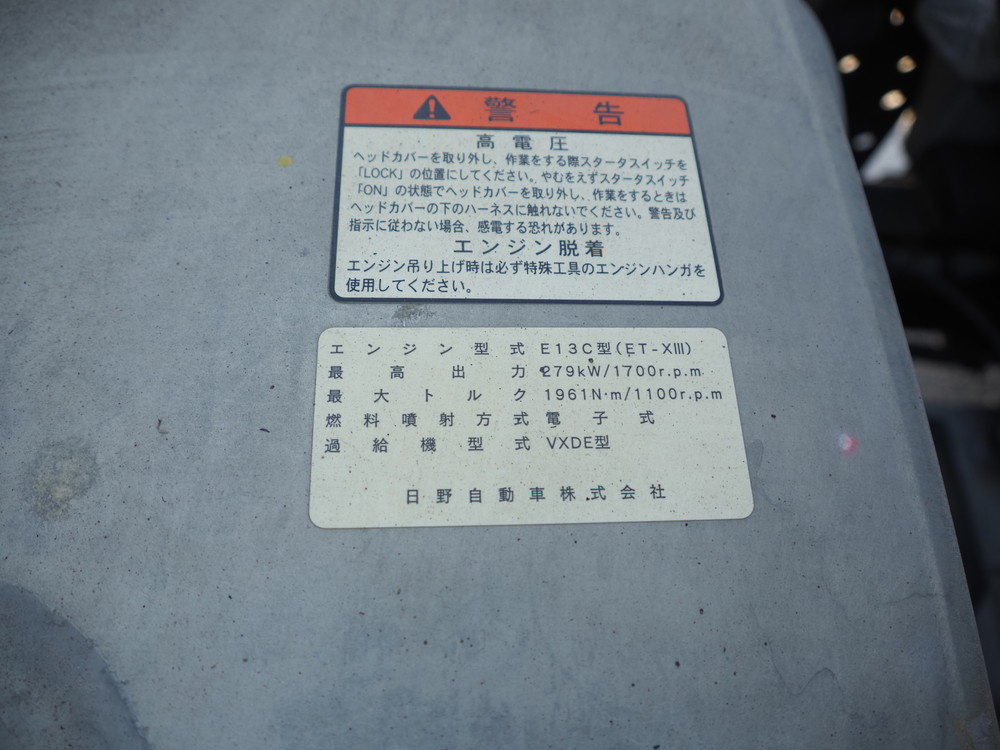 警告
高電圧
ヘッドカバーを取り外し、作業をする際スタータスイッチを
「LOCK」の位置にしてください。やむをえずスタータスイッチ
「ON」の状態でヘッドカバーを取り外し、作業をするときは
ヘッドカバーの下のハーネスに触れないでください。警告及び
指示に従わない場合、感電する恐れがあります。
エンジン脱着
エンジン吊り上げ時は必ず特殊工具のエンジンハンガを
使用してください。
エンジン型式 E13C型(ET-XIII)
最高出力 279kW/1700r.p.m
最大トルク 1961N·m/1100r.p.m
燃料噴射方式 電子式
過給機型式 VXDE型
日野自動車株式会社